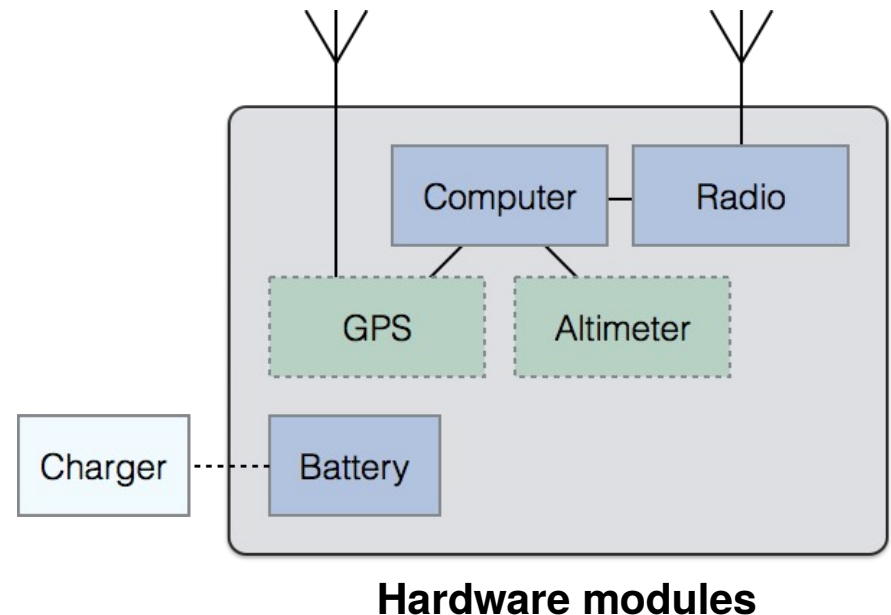 Computer
Radio
GPS
Altimeter
Charger
Battery
Hardware modules